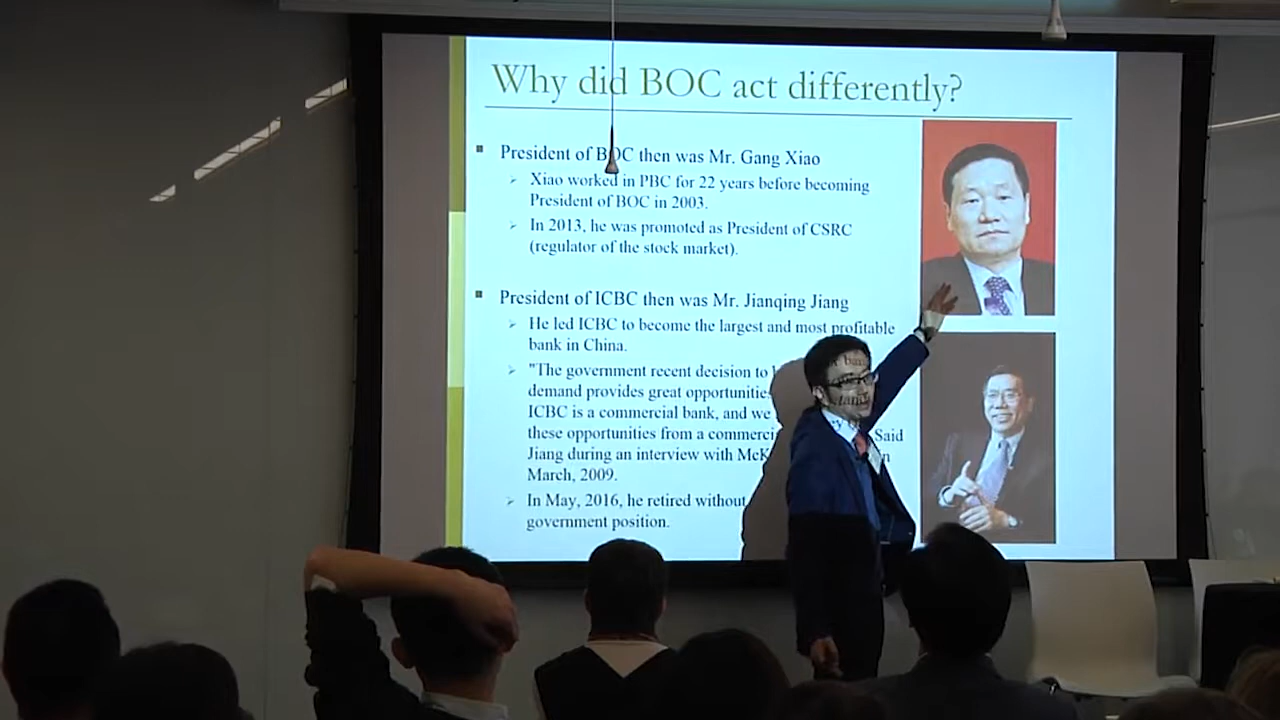 Why did BOC act differently?
President of BOC then was Mr. Gang Xiao
Xiao worked in PBC for 22 years before becoming
President of BOC in 2003.
In 2013, he was promoted as President of CSRC
(regulator of the stock market).
President of ICBC then was Mr. Jianqing Jiang
He led ICBC to become the largest and most profitable
bank in China.
"The government recent decision to
demand provides great
ICBC is a commercial bank, and we
these opportunities from a
Said
Jiang during an interview with
March, 2009.
In May, 2016, he retired without
government position.